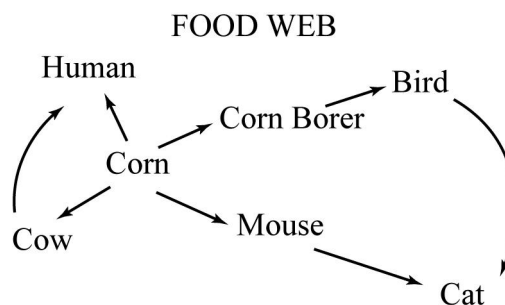 FOOD WEB
Human
Bird
Corn Borer
Corn
Mouse
Cow
Cat